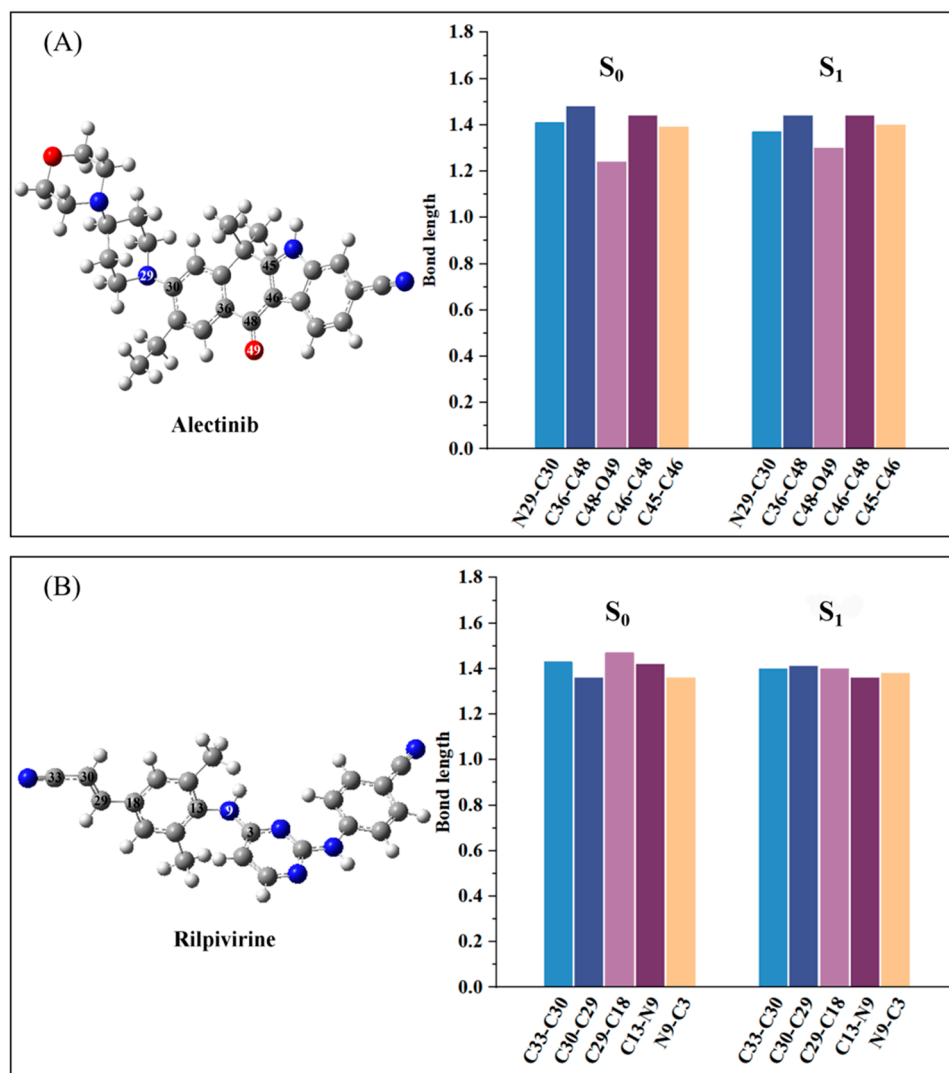 (A)
29
30
36
45
46
48
49
Alectinib
Bond length
1.8
1.6
1.4
1.2
1.0
0.8
0.6
0.4
0.2
0.0
S₀
S₁
N29-C30
C36-C48
C48-O49
C46-C48
C45-C46
N29-C30
C36-C48
C48-O49
C46-C48
C45-C46
(B)
33
30
29
18
13
9
3
Rilpivirine
Bond length
1.8
1.6
1.4
1.2
1.0
0.8
0.6
0.4
0.2
0.0
S₀
S₁
C33-C30
C30-C29
C29-C18
C13-N9
N9-C3
C33-C30
C30-C29
C29-C18
C13-N9
N9-C3